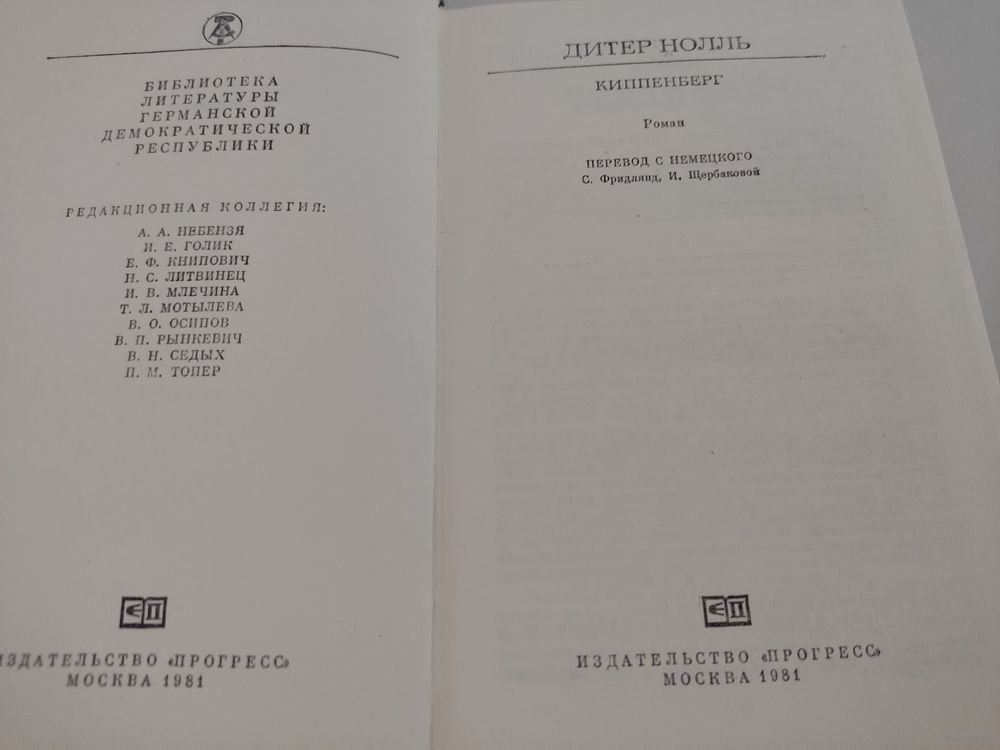 БИБЛИОТЕКА
ЛИТЕРАТУРЫ
ГЕРМАНСКОЙ
ДЕМОКРАТИЧЕСКОЙ
РЕСПУБЛИКИ
РЕДАКЦИОННАЯ КОЛЛЕГИЯ:
А. А. НЕБЕНЗЯ
И. Е. ГОЛИК
Е. Ф. КНИПОВИЧ
Н. С. ЛИТВИНЕЦ
И. В. МЛЕЧИНА
Т. Л. МОТЫЛЕВА
В. О. ОСИПОВ
В. П. РЫНКЕВИЧ
В. Н. СЕДЫХ
П. М. ТОПЕР
ИЗДАТЕЛЬСТВО «ПРОГРЕСС»
МОСКВА 1981
ДИТЕР НОЛЛЬ
КИППЕНБЕРГ
Роман
ПЕРЕВОД С НЕМЕЦКОГО
С. Фридлянд, И. Щербаковой
ИЗДАТЕЛЬСТВО «ПРОГРЕСС»
МОСКВА 1981